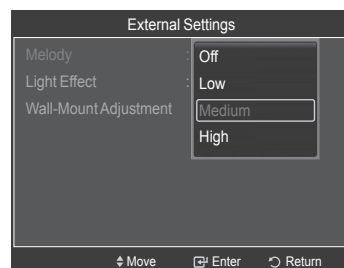 External Settings
Melody : Off
Light Effect : Low
Wall-Mount Adjustment Medium
High
Move Enter Return